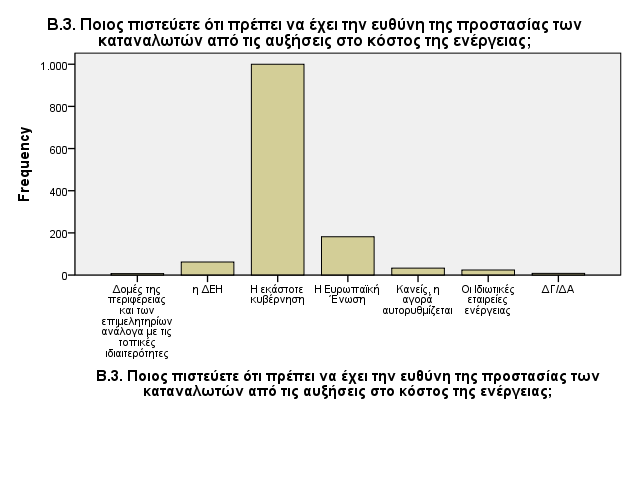 Β.3. Ποιος πιστεύετε ότι πρέπει να έχει την ευθύνη της προστασίας των
καταναλωτών από τις αυξήσεις στο κόστος της ενέργειας;
1.000
800
600
400
200
0
Frequency
Δομές της
περιφέρειας
και των
επιμελητηρίων
ανάλογα με τις
τοπικές
ιδιαιτερότητες
η ΔΕΗ
Η εκάστοτε
κυβέρνηση
Η Ευρωπαϊκή
Ένωση
Κανείς, η
αγορά
αυτορυθμίζεται
Οι Ιδιωτικές
εταιρείες
ενέργειας
ΔΓ/ΔΑ
Β.3. Ποιος πιστεύετε ότι πρέπει να έχει την ευθύνη της προστασίας των
καταναλωτών από τις αυξήσεις στο κόστος της ενέργειας;